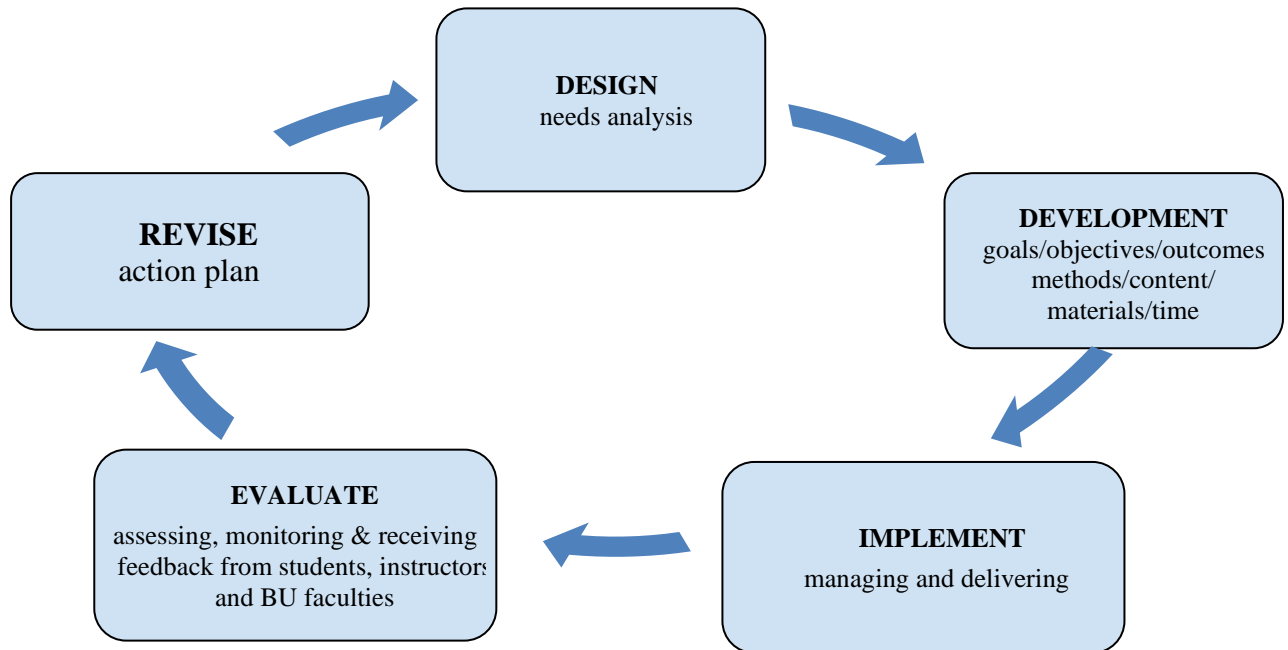 DESIGN
needs analysis
DEVELOPMENT
goals/objectives/outcomes
methods/content/
materials/time
IMPLEMENT
managing and delivering
EVALUATE
assessing, monitoring & receiving
feedback from students, instructors
and BU faculties
REVISE
action plan